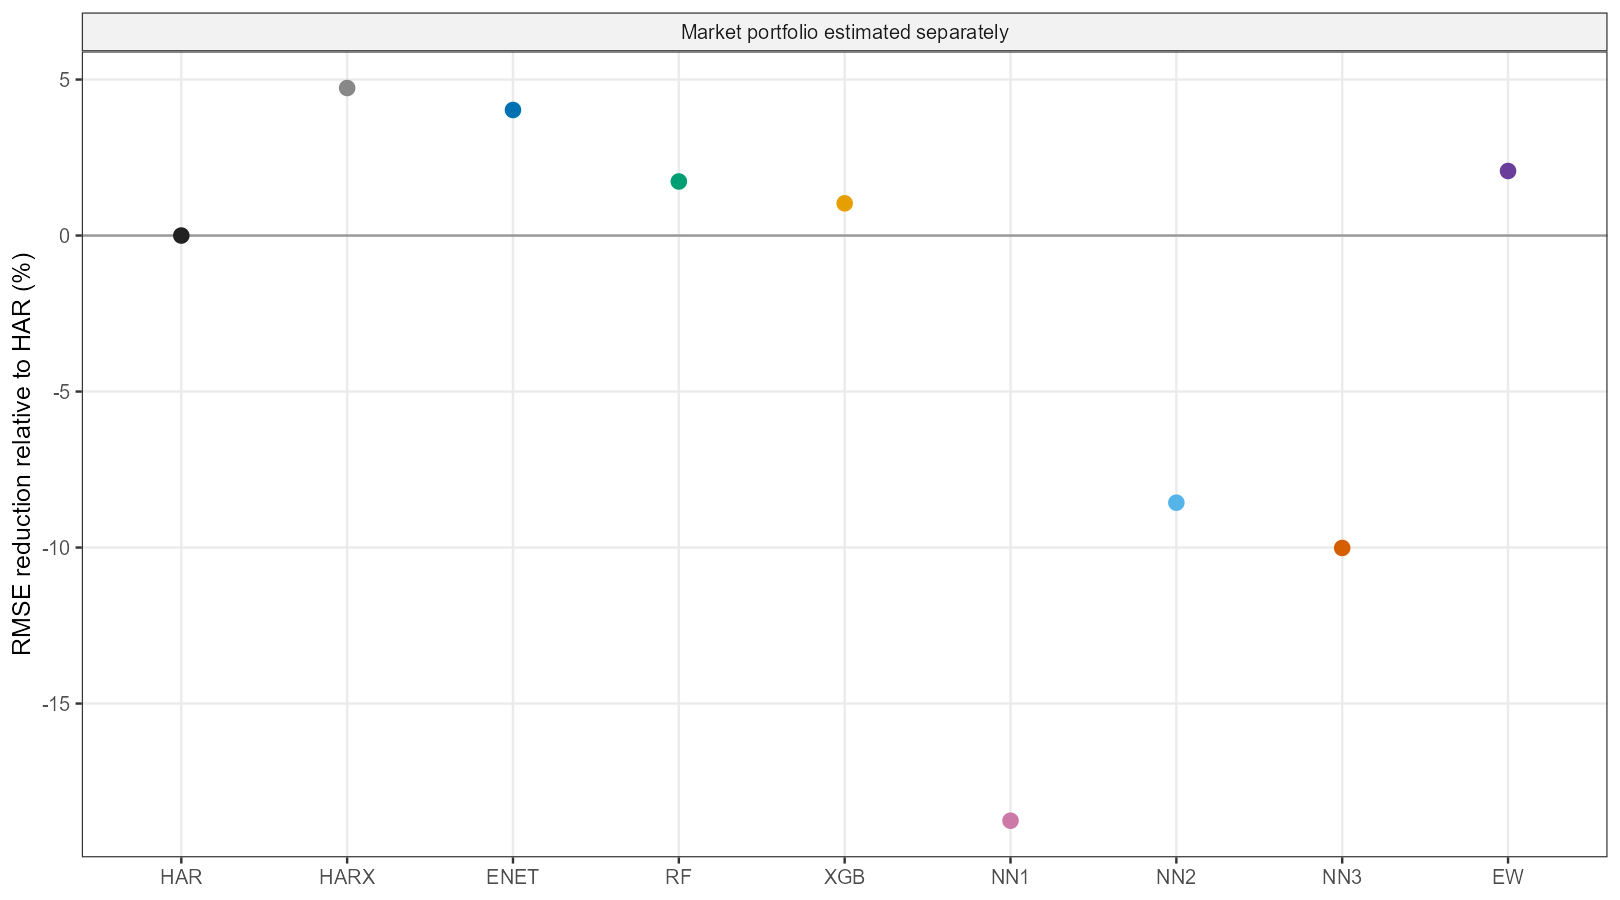 Market portfolio estimated separately
RMSE reduction relative to HAR (%)
5
0
-5
-10
-15
HAR HARX ENET RF XGB NN1 NN2 NN3 EW